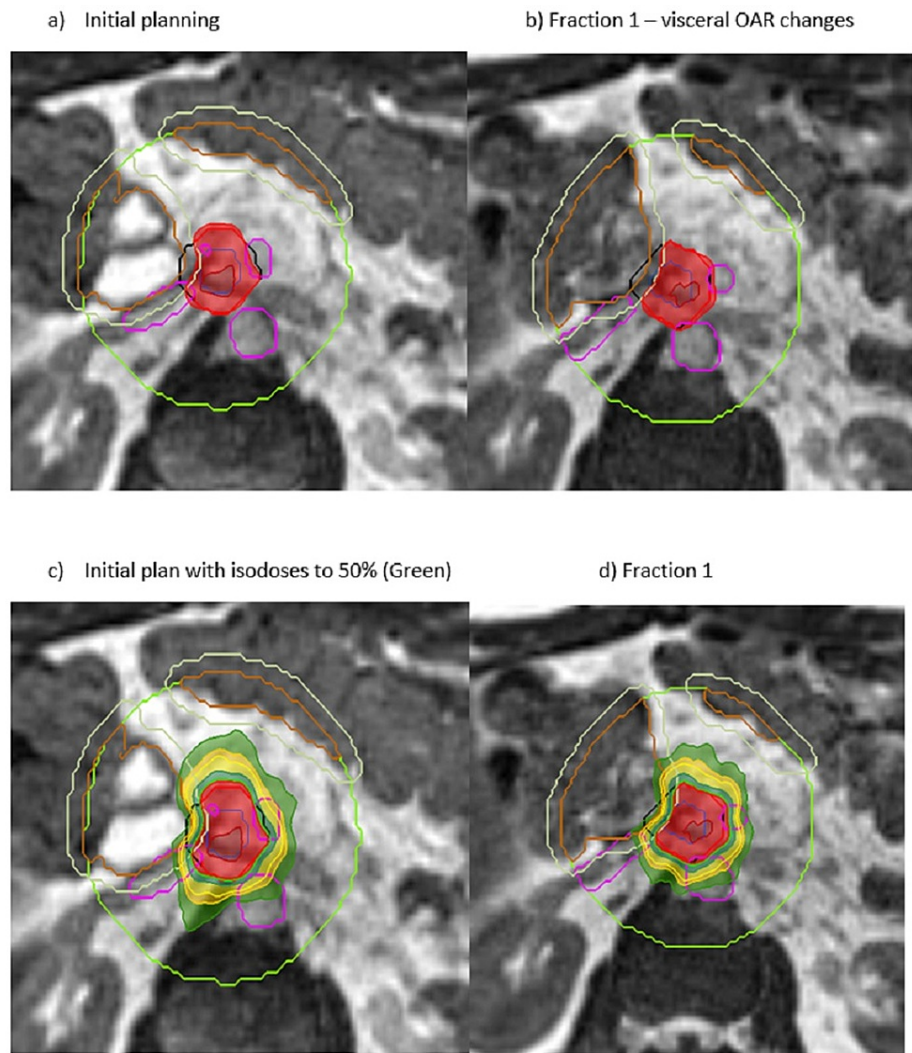 a) Initial planning
b) Fraction 1 – visceral OAR changes
c) Initial plan with isodoses to 50% (Green)
d) Fraction 1